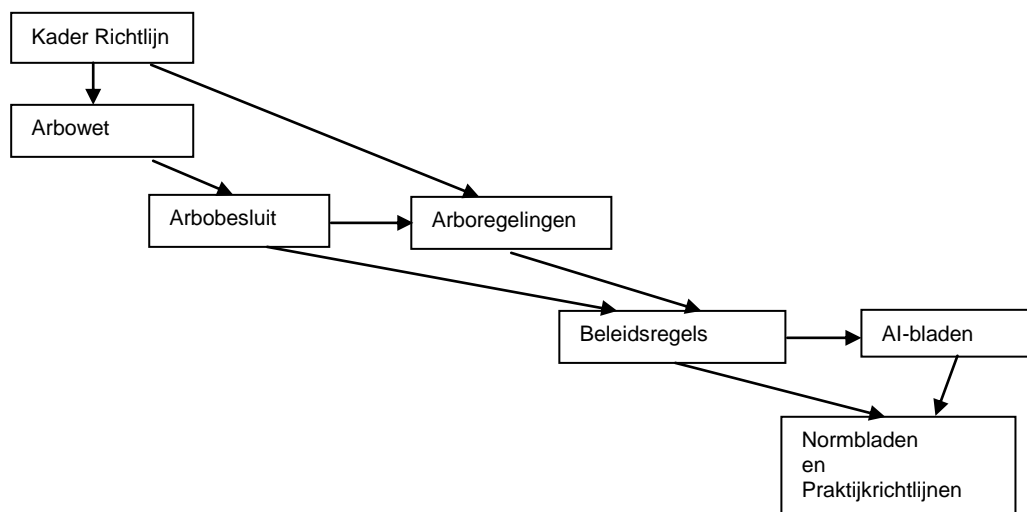 Kader Richtlijn
Arbowet
Arbobesluit
Arboregelingen
Beleidsregels
AI-bladen
Normbladen
en
Praktijkrichtlijnen